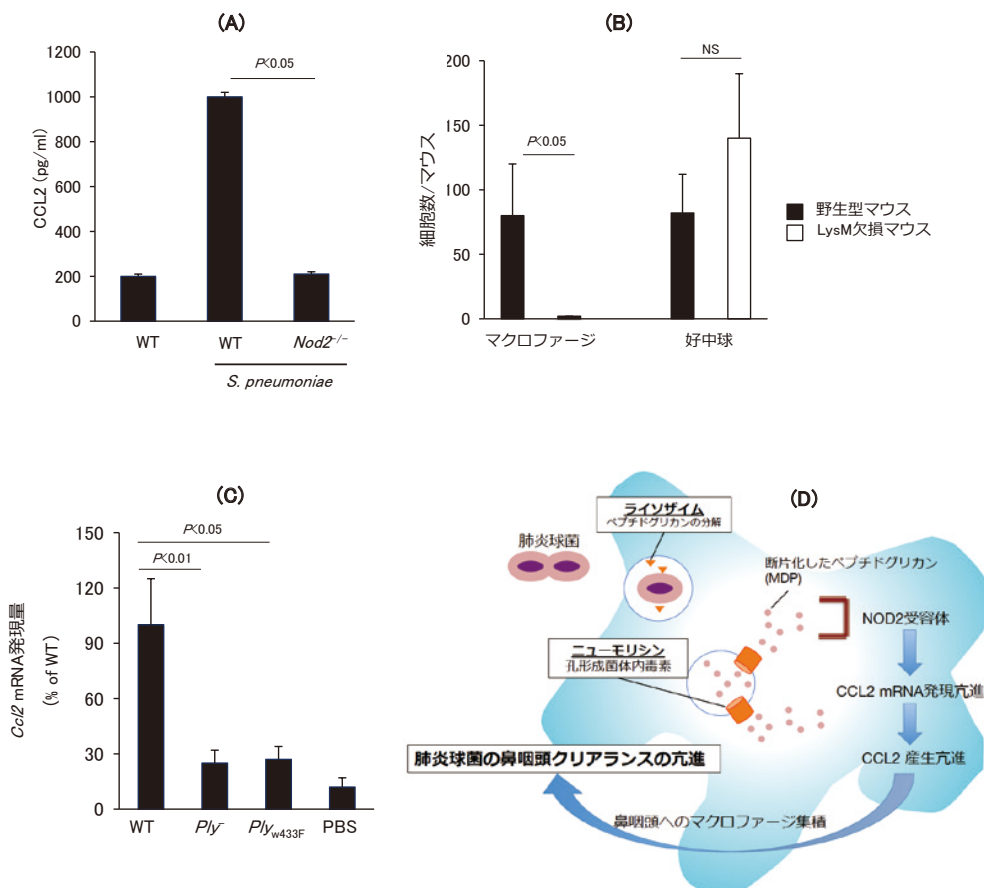 (A)
1200
1000
800
600
400
200
0
CCL2 (pg/ml)
P<0.05
WT
WT
Nod2-/-
S. pneumoniae
(B)
200
150
100
50
0
細胞数/マウス
P<0.05
NS
マクロファージ
好中球
野生型マウス
LysM欠損マウス
(C)
150
120
90
60
30
0
Ccl2 mRNA発現量
(% of WT)
P<0.05
P<0.01
WT
Ply-
Plyw433F
PBS
(D)
ライソザイム
ペプチドグリカンの分解
肺炎球菌
断片化したペプチドグリカン
(MDP)
NOD2受容体
ニューモリシン
孔形成菌体内毒素
CCL2 mRNA発現亢進
肺炎球菌の鼻咽頭クリアランスの亢進
CCL2 産生亢進
鼻咽頭へのマクロファージ集積